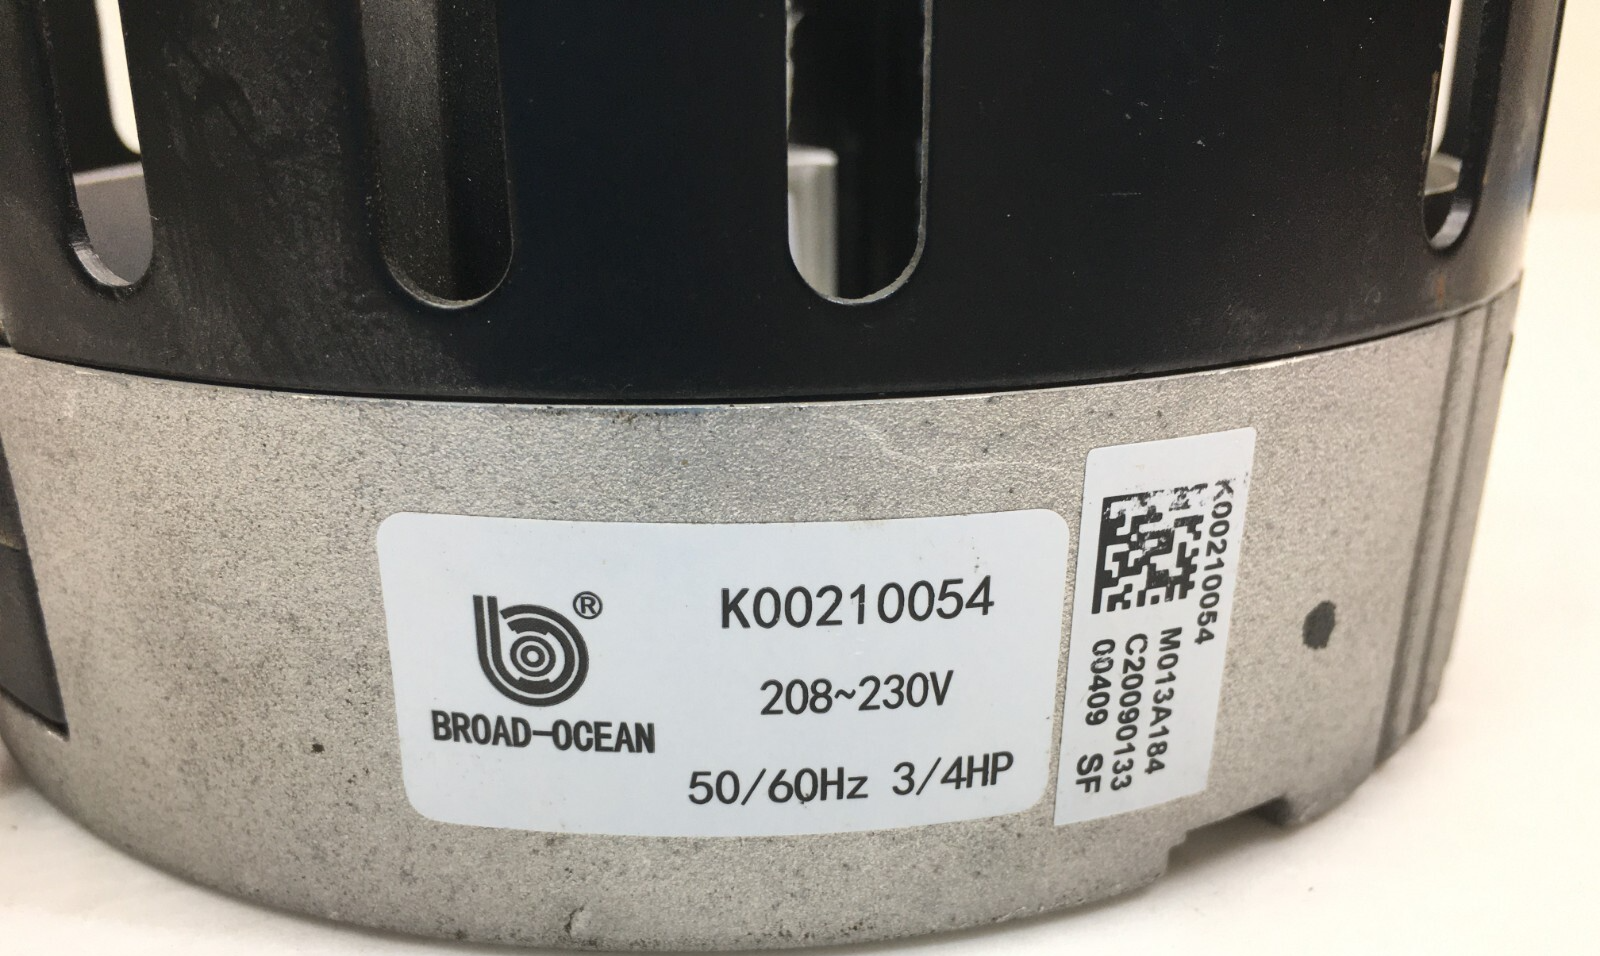 BROAD-OCEAN®
K00210054
208~230V
50/60Hz 3/4HP
K00210054
M013A184
C20090133
00409 SF